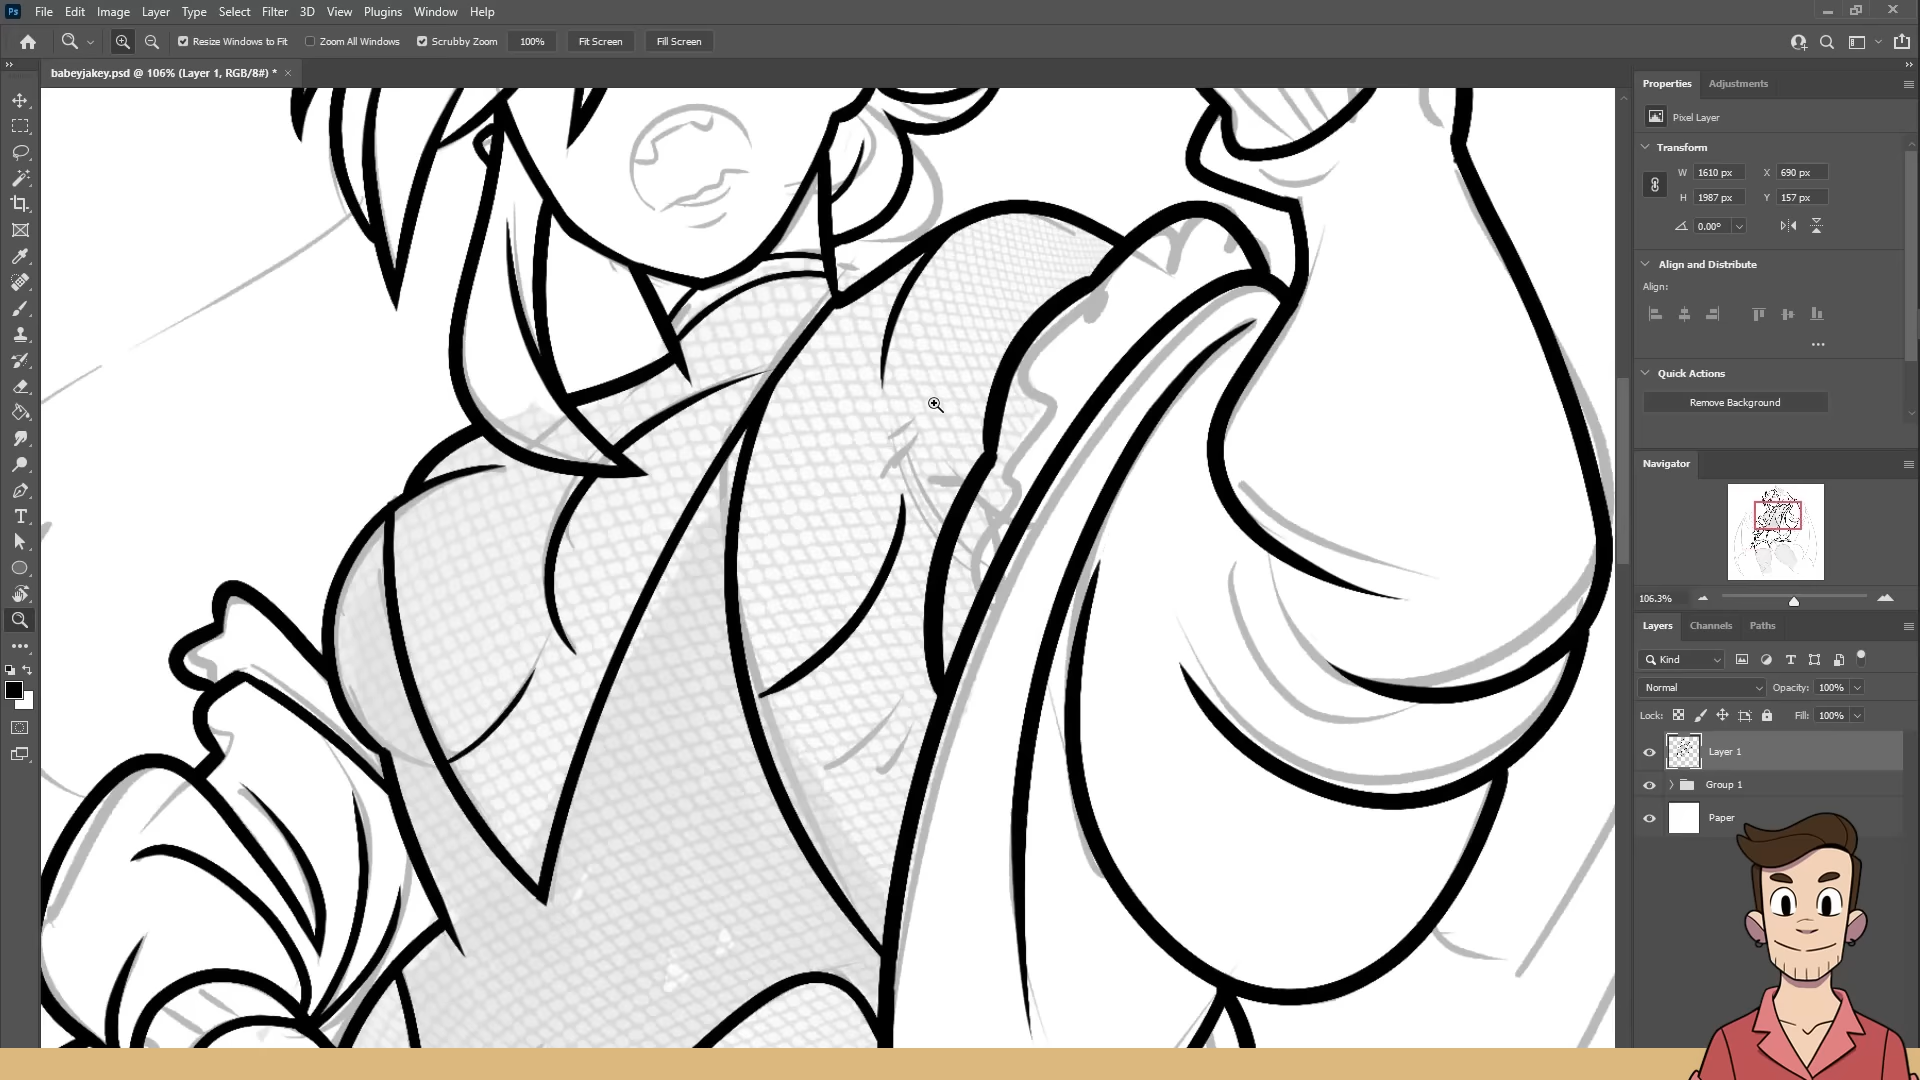 Ps File Edit Image Layer Type Select Filter 3D View Plugins Window Help
Resize Windows to Fit Zoom All Windows Scrubby Zoom 100% Fit Screen Fill Screen
babeyjakey.psd @ 106% (Layer 1, RGB/8#) *
Properties Adjustments
Pixel Layer
Transform
W 1610 px X 690 px
H 1987 px Y 157 px
0.00°
Align and Distribute
Align:
Quick Actions
Remove Background
Navigator
106.3%
Layers Channels Paths
Kind
Normal Opacity: 100%
Lock: Fill: 100%
Layer 1
Group 1
Paper